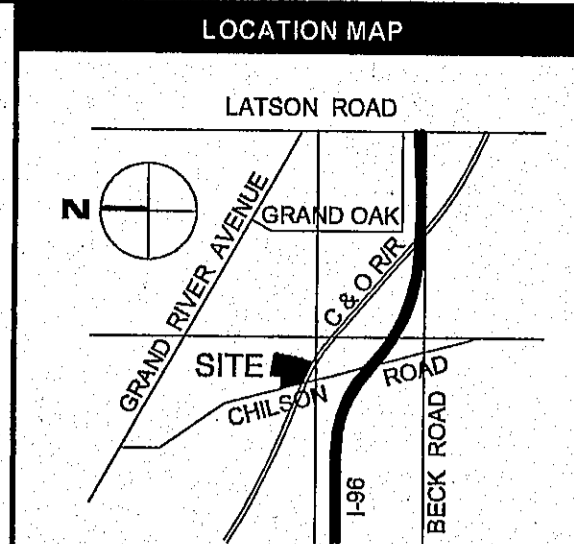 LOCATION MAP
LATSON ROAD
N
GRAND RIVER AVENUE
GRAND OAK
C & O R/R
SITE
CHILSON ROAD
I-96
BECK ROAD